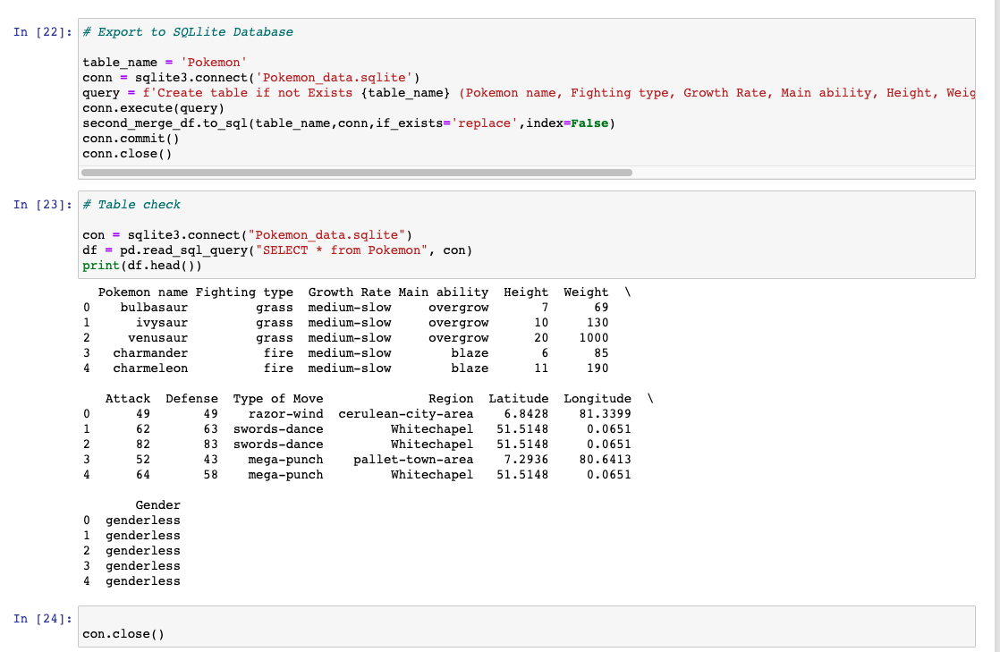 In [22]: # Export to SQLlite Database
table_name = 'Pokemon'
conn = sqlite3.connect('Pokemon_data.sqlite')
query = f'Create table if not Exists {table_name} (Pokemon name, Fighting type, Growth Rate, Main ability, Height, Weig
conn.execute(query)
second_merge_df.to_sql(table_name,conn,if_exists='replace',index=False)
conn.commit()
conn.close()
In [23]: # Table check
con = sqlite3.connect("Pokemon_data.sqlite")
df = pd.read_sql_query("SELECT * from Pokemon", con)
print(df.head())
Pokemon name Fighting type  Growth Rate Main ability  Height  Weight  \
0    bulbasaur         grass  medium-slow     overgrow       7      69
1      ivysaur         grass  medium-slow     overgrow      10     130
2     venusaur         grass  medium-slow     overgrow      20    1000
3   charmander          fire  medium-slow        blaze       6      85
4   charmeleon          fire  medium-slow        blaze      11     190
Attack  Defense  Type of Move              Region  Latitude  Longitude  \
0      49       49    razor-wind  cerulean-city-area    6.8428    81.3399
1      62       63  swords-dance         Whitechapel   51.5148     0.0651
2      82       83  swords-dance         Whitechapel   51.5148     0.0651
3      52       43    mega-punch    pallet-town-area    7.2936    80.6413
4      64       58    mega-punch         Whitechapel   51.5148     0.0651
Gender
0  genderless
1  genderless
2  genderless
3  genderless
4  genderless
In [24]:
con.close()